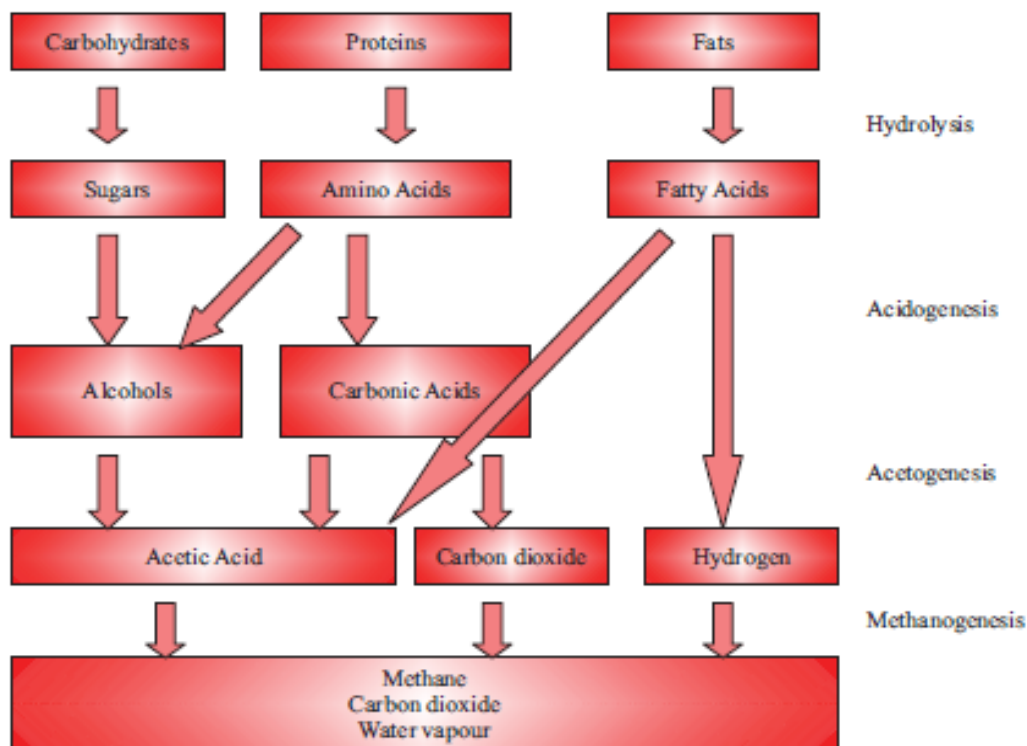 Carbohydrates
Proteins
Fats
Hydrolysis
Sugars
Amino Acids
Fatty Acids
Acidogenesis
Alcohols
Carbonic Acids
Acetogenesis
Acetic Acid
Carbon dioxide
Hydrogen
Methanogenesis
Methane
Carbon dioxide
Water vapour